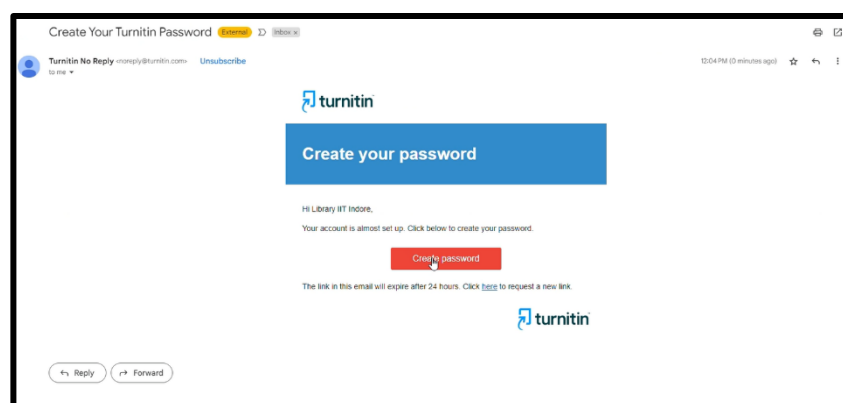 Create Your Turnitin Password External Inbox x
Turnitin No Reply <noreply@turnitin.com> Unsubscribe 12:04 PM (0 minutes ago)
to me
turnitin
Create your password
Hi Library IIT Indore,
Your account is almost set up. Click below to create your password.
Create password
The link in this email will expire after 24 hours. Click here to request a new link.
turnitin
Reply Forward